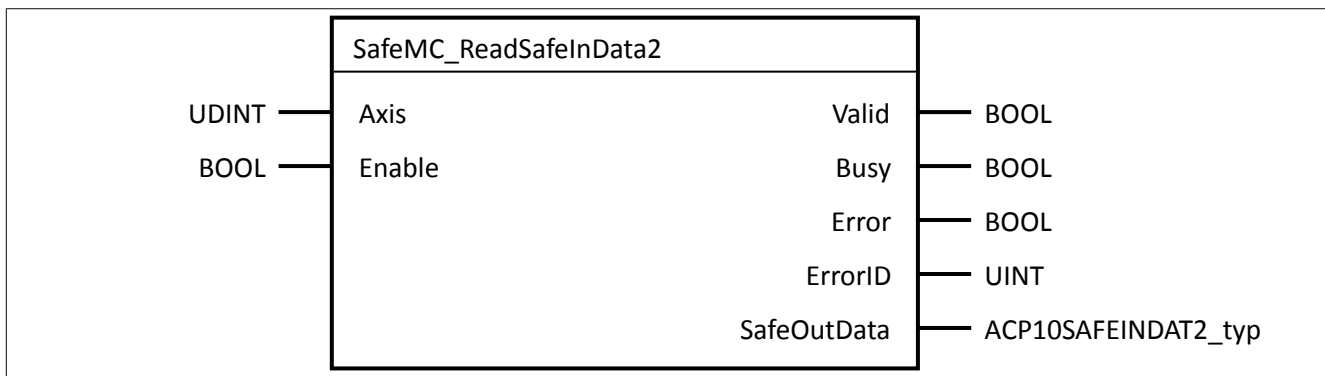 SafeMC_ReadSafeInData2
UDINT Axis Valid BOOL
BOOL Enable Busy BOOL
Error BOOL
ErrorID UINT
SafeOutData ACP10SAFEINDAT2_typ